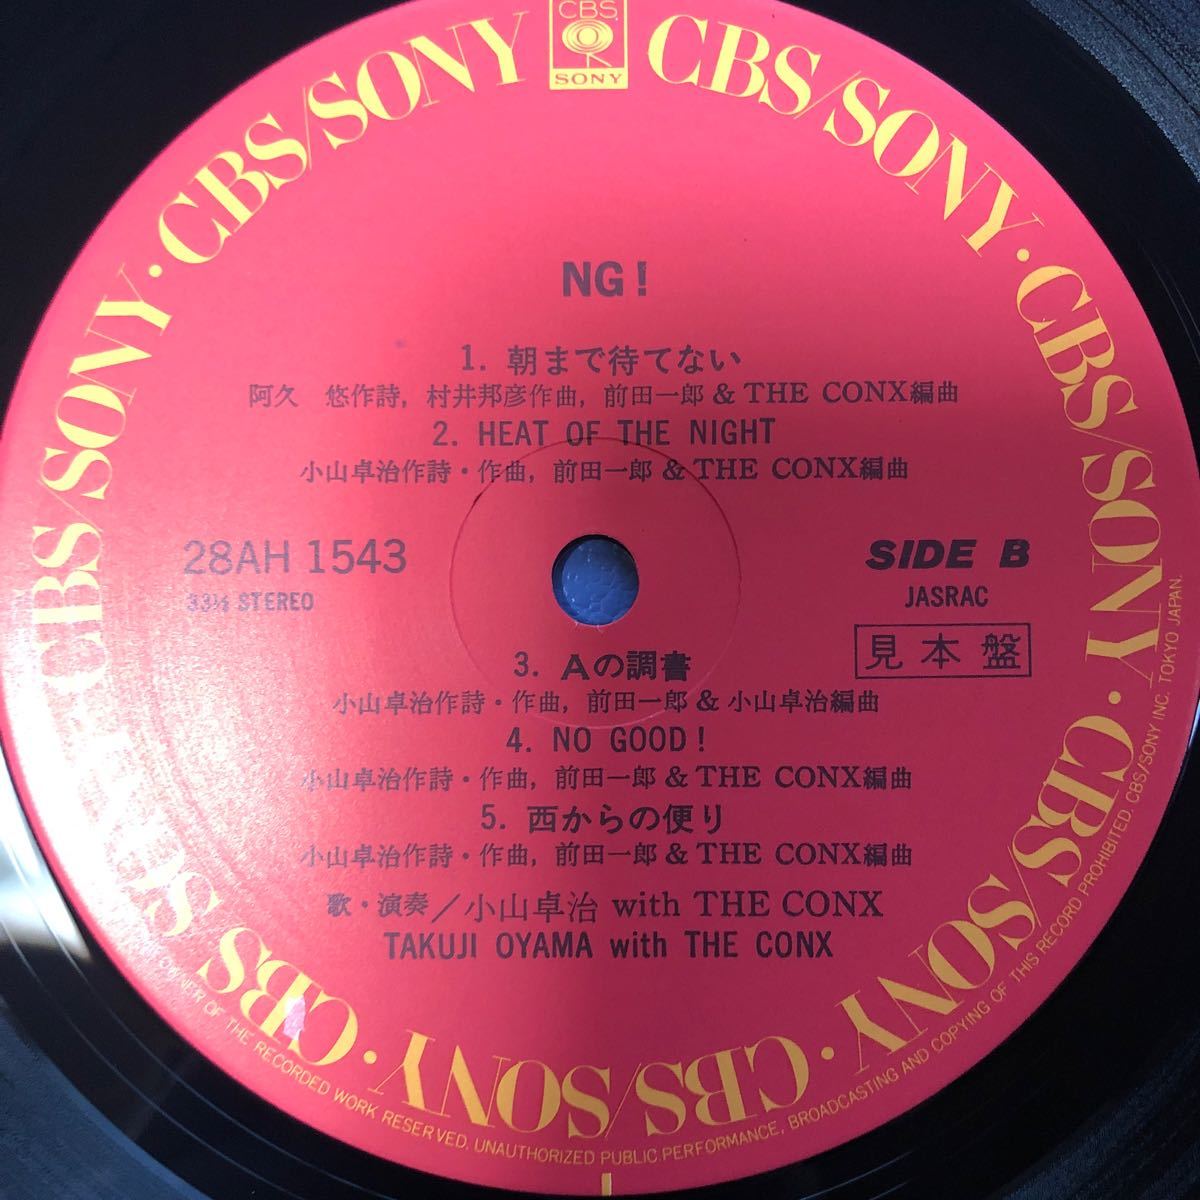 CBS
SONY
CBS/SONY · CBS/SONY · CBS/SONY · CBS/SONY · CBS/SONY · CBS/SONY · CBS
CBS/SONY · CBS/SONY
NG!
1. 朝まで待てない
阿久 悠作詩, 村井邦彦作曲, 前田一郎 & THE CONX編曲
2. HEAT OF THE NIGHT
小山卓治作詩・作曲, 前田一郎 & THE CONX編曲
28AH 1543
33⅓ STEREO
SIDE B
JASRAC
見本盤
3. Aの調書
小山卓治作詩・作曲, 前田一郎 & 小山卓治編曲
4. NO GOOD!
小山卓治作詩・作曲, 前田一郎 & THE CONX編曲
5. 西からの便り
小山卓治作詩・作曲, 前田一郎 & THE CONX編曲
歌・演奏/小山卓治 with THE CONX
TAKUJI OYAMA with THE CONX
OWNER OF THE RECORDED WORK RESERVED. UNAUTHORIZED PUBLIC PERFORMANCE, BROADCASTING AND COPYING OF THIS RECORD PROHIBITED. CBS/SONY INC. TOKYO JAPAN.